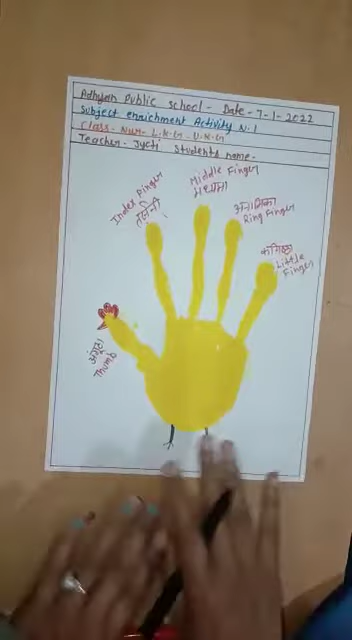 Adhyan Public school - Date - 7-1-2022
Subject enrichment Activity N.1
Class - Nur - L.K.G - U.K.G
Teacher - Jyoti Students name -
Middle Finger
मध्यमा
Index Finger
तर्जनी
अनामिका
Ring Finger
कनिष्ठा
Little
Finger
अंगूठा
Thumb